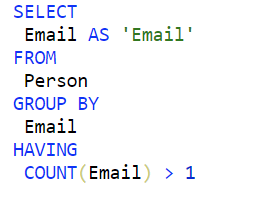 SELECT
Email AS 'Email'
FROM
Person
GROUP BY
Email
HAVING
COUNT(Email) > 1